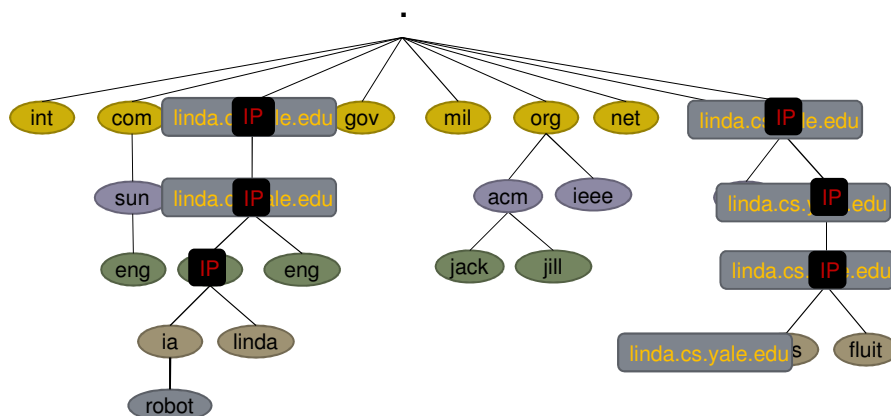 .
int
com
linda.c
IP
le.edu
gov
mil
org
net
linda.cs
IP
le.edu
sun
linda.c
IP
ale.edu
acm
ieee
linda.cs.y
IP
.edu
eng
IP
eng
jack
jill
linda.cs.
IP
e.edu
ia
linda
linda.cs.yale.edu
s
fluit
robot